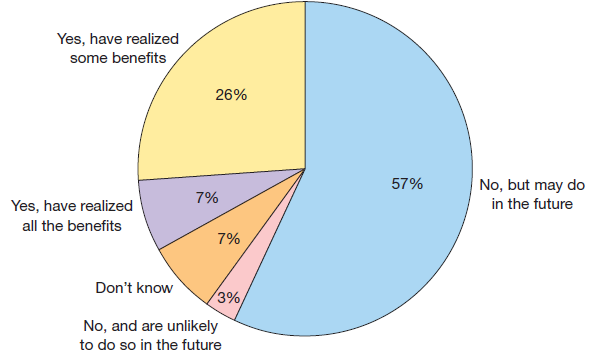 Yes, have realized
some benefits
26%
57%
No, but may do
in the future
Yes, have realized
all the benefits
7%
7%
Don't know
3%
No, and are unlikely
to do so in the future